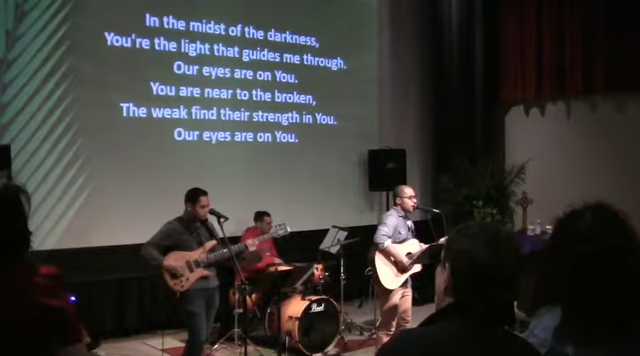 In the midst of the darkness,
You're the light that guides me through.
Our eyes are on You.
You are near to the broken,
The weak find their strength in You.
Our eyes are on You.
Pearl